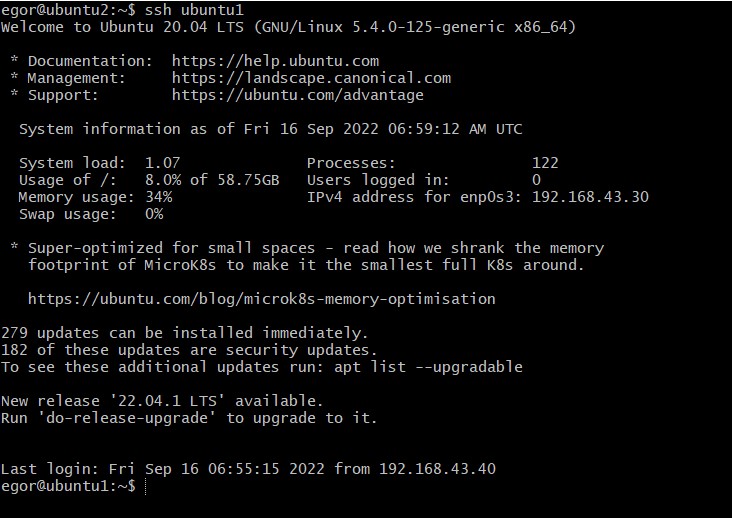 egor@ubuntu2:~$ ssh ubuntu1
Welcome to Ubuntu 20.04 LTS (GNU/Linux 5.4.0-125-generic x86_64)
* Documentation: https://help.ubuntu.com
* Management: https://landscape.canonical.com
* Support: https://ubuntu.com/advantage
System information as of Fri 16 Sep 2022 06:59:12 AM UTC
System load: 1.07 Processes: 122
Usage of /: 8.0% of 58.75GB Users logged in: 0
Memory usage: 34% IPv4 address for enp0s3: 192.168.43.30
Swap usage: 0%
* Super-optimized for small spaces - read how we shrank the memory
footprint of MicroK8s to make it the smallest full K8s around.
https://ubuntu.com/blog/microk8s-memory-optimisation
279 updates can be installed immediately.
182 of these updates are security updates.
To see these additional updates run: apt list --upgradable
New release '22.04.1 LTS' available.
Run 'do-release-upgrade' to upgrade to it.
Last login: Fri Sep 16 06:55:15 2022 from 192.168.43.40
egor@ubuntu1:~$